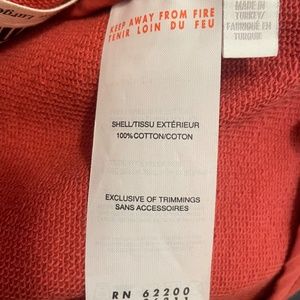 KEEP AWAY FROM FIRE
TENIR LOIN DU FEU
MADE IN
TURKEY/
FABRIQUÉ EN
TURQUIE
SHELL/TISSU EXTÉRIEUR
100%COTTON/COTON
EXCLUSIVE OF TRIMMINGS
SANS ACCESSOIRES
RN 62200